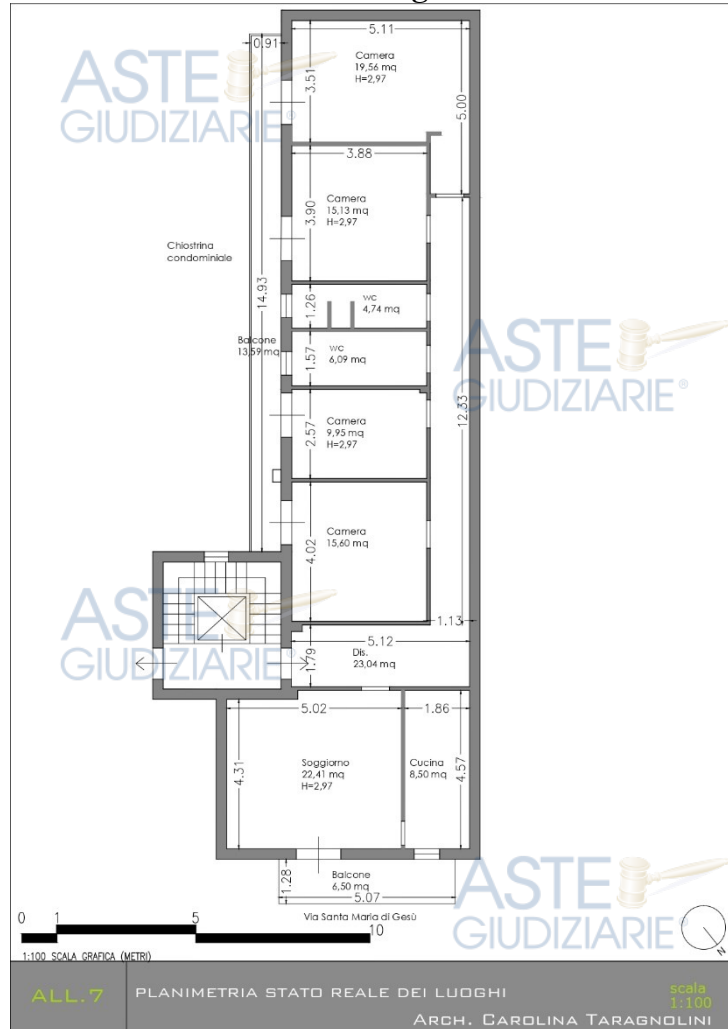 5.11
0.91
Camera
19,56 mq
H=2,97
3.51
5.00
ASTE
GIUDIZIARIE®
3.88
Camera
15,13 mq
H=2,97
3.90
Chiostrina
condominiale
14.93
wc
4,74 mq
1.26
Balcone
13,59 mq
wc
6,09 mq
1.57
ASTE
GIUDIZIARIE®
12.33
Camera
9,95 mq
H=2,97
2.57
Camera
15,60 mq
4.02
ASTE
GIUDIZIARIE®
1.13
5.12
Dis.
23,04 mq
1.79
5.02
1.86
Soggiorno
22,41 mq
H=2,97
4.31
Cucina
8,50 mq
4.57
ASTE
GIUDIZIARIE®
Balcone
6,50 mq
1.28
5.07
Via Santa Maria di Gesù
0 1 5 10
1:100 SCALA GRAFICA (METRI)
N
ALL.7 PLANIMETRIA STATO REALE DEI LUOGHI scala
1:100
ARCH. CAROLINA TARAGNOLINI